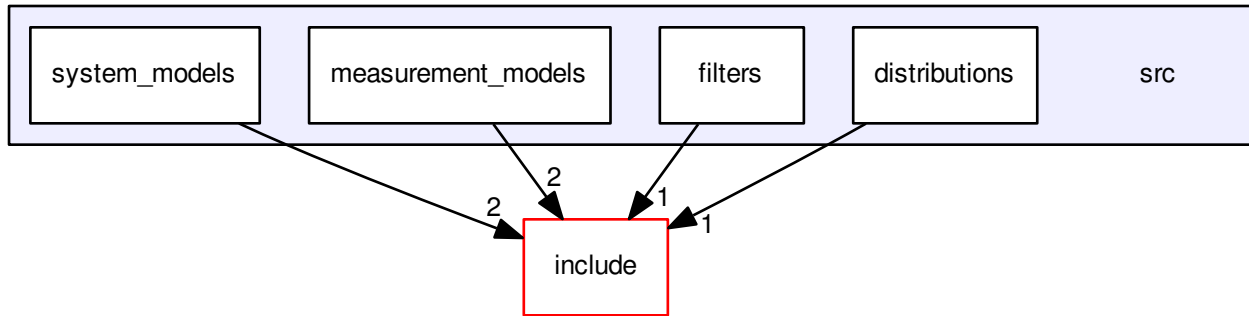 system_models
measurement_models
filters
distributions
src
2
2
1
1
include